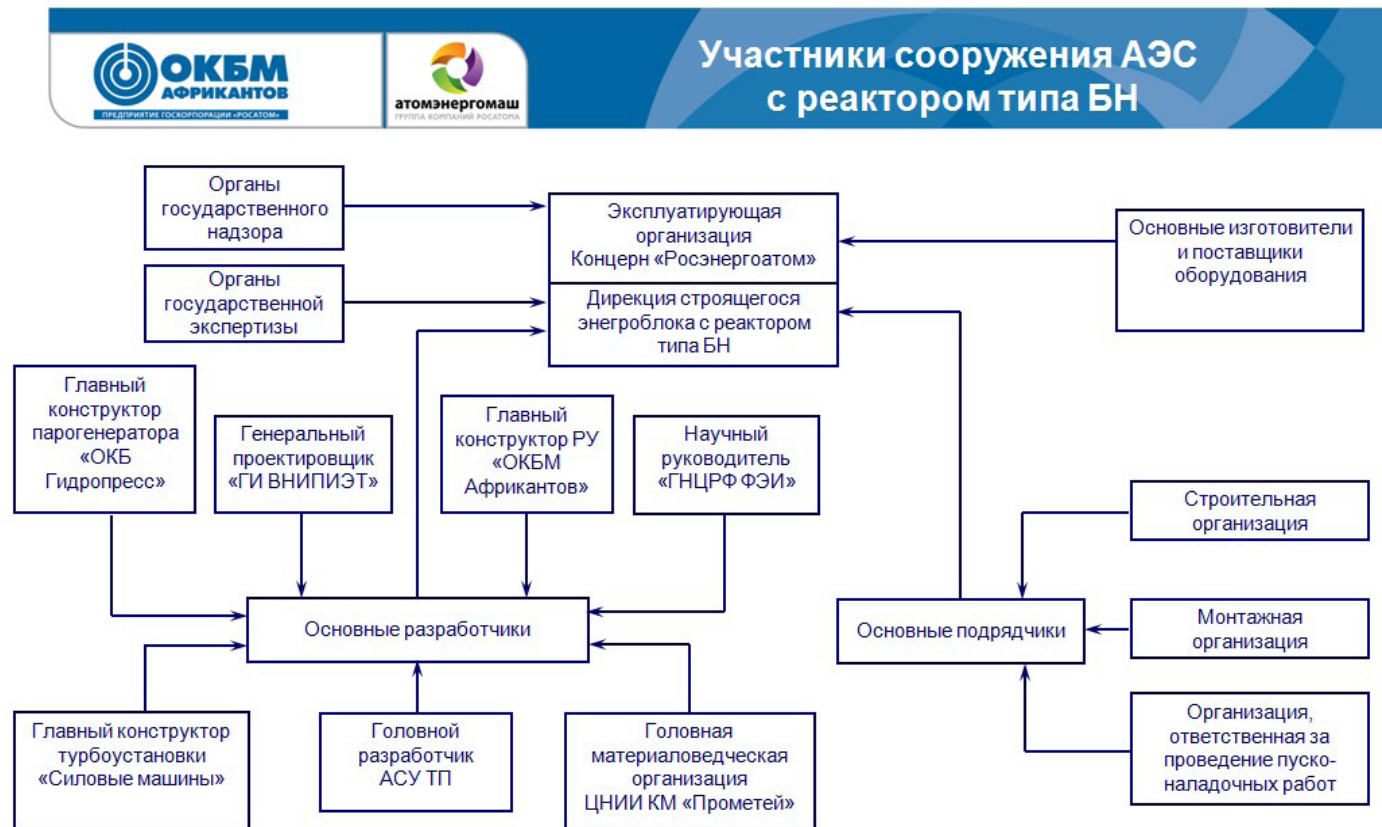 ОКБМ
АФРИКАНТОВ
ПРЕДПРИЯТИЕ ГОСКОРПОРАЦИИ «РОСАТОМ»
атомэнергомаш
ГРУППА КОМПАНИЙ РОСАТОМА
Участники сооружения АЭС
с реактором типа БН
Органы
государственного
надзора
Эксплуатирующая
организация
Концерн «Росэнергоатом»
Основные изготовители
и поставщики
оборудования
Органы
государственной
экспертизы
Дирекция строящегося
энегроблока с реактором
типа БН
Главный
конструктор
парогенератора
«ОКБ
Гидропресс»
Генеральный
проектировщик
«ГИ ВНИПИЭТ»
Главный
конструктор РУ
«ОКБМ
Африкантов»
Научный
руководитель
«ГНЦРФ ФЭИ»
Строительная
организация
Основные разработчики
Основные подрядчики
Монтажная
организация
Главный конструктор
турбоустановки
«Силовые машины»
Головной
разработчик
АСУ ТП
Головная
материаловедческая
организация
ЦНИИ КМ «Прометей»
Организация,
ответственная за
проведение пуско-
наладочных работ